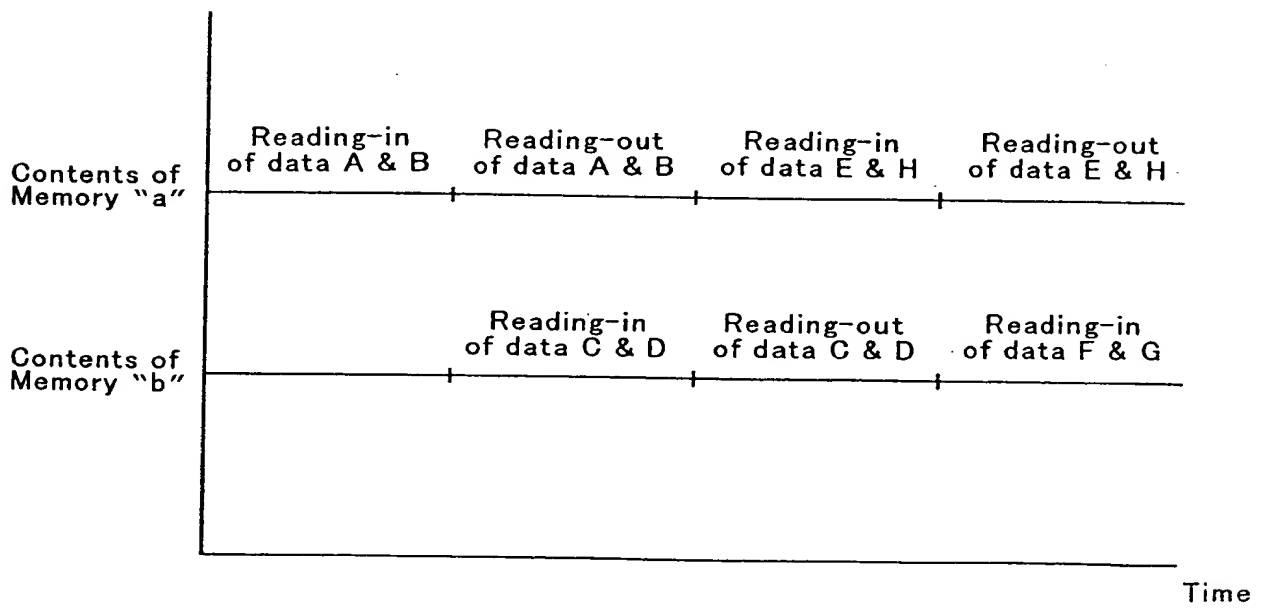 Reading-in
of data A & B
Reading-out
of data A & B
Reading-in
of data E & H
Reading-out
of data E & H
Contents of
Memory "a"
Reading-in
of data C & D
Reading-out
of data C & D
Reading-in
of data F & G
Contents of
Memory "b"
Time